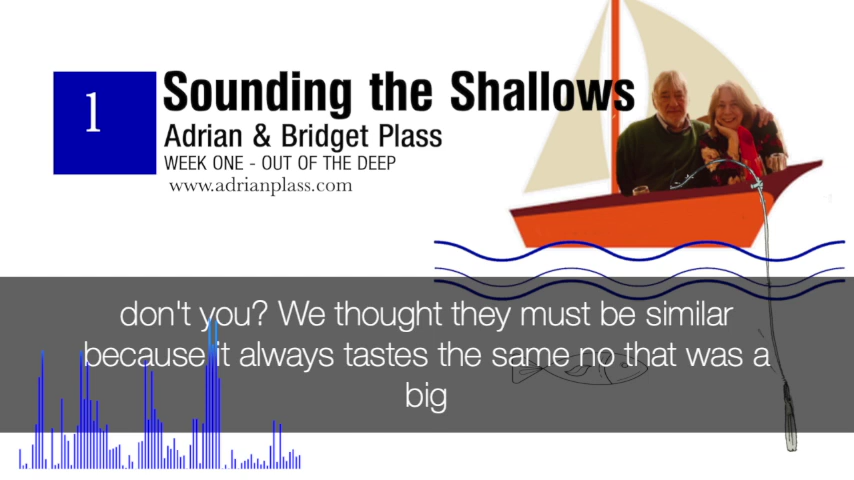 1
Sounding the Shallows
Adrian & Bridget Plass
WEEK ONE - OUT OF THE DEEP
www.adrianplass.com
don't you? We thought they must be similar
because it always tastes the same no that was a
big